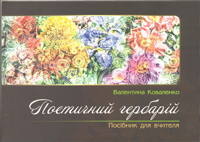 Валентина Коваленко
Поетичний гербарій
Посібник для вчителя